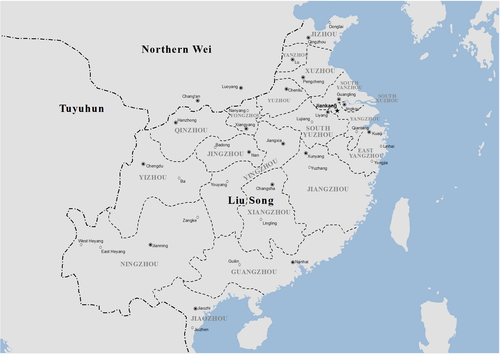 Dongtai
JIZHOU
Qingzhou
Northern Wei
YANZHOU
XUZHOU
Pengcheng
SOUTH
YANZHOU
SOUTH
XUZHOU
Luoyang
Chang'an
YUZHOU
Guangling
Jiankang
Tuyuhun
Nanyang
YONGZHOU
Xiangyang
Liyang
YANGZHOU
Hanzhong
QINZHOU
Lujiang
SOUTH
YUZHOU
Kuaiji
Jiangxia
Linhai
Badong
JINGZHOU
EAST
YANGZHOU
Yongjia
Chengdu
YINGZHOU
Xunyang
Yuzhang
YIZHOU
Ba
Youyang
Changsha
JIANGZHOU
Liu Song
XIANGZHOU
Zangke
Lingling
West Heyang
East Heyang
Jianning
NINGZHOU
Guilin
GUANGZHOU
Nanhai
Jiaozhi
JIAOZHOU
Jiuzhen